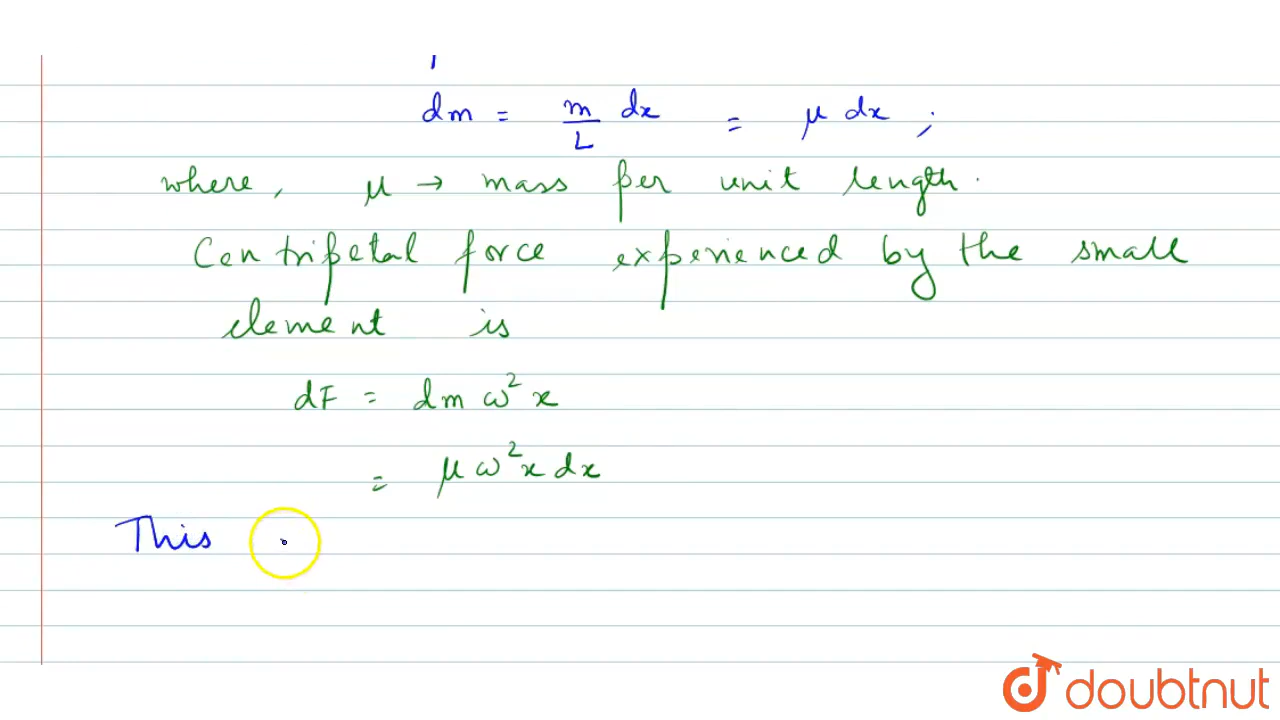 dm = m/L dx = μ dx ;
where, μ → mass per unit length.
Centripetal force experienced by the small
element is
dF = dm ω² x
= μ ω² x dx
This
doubtnut